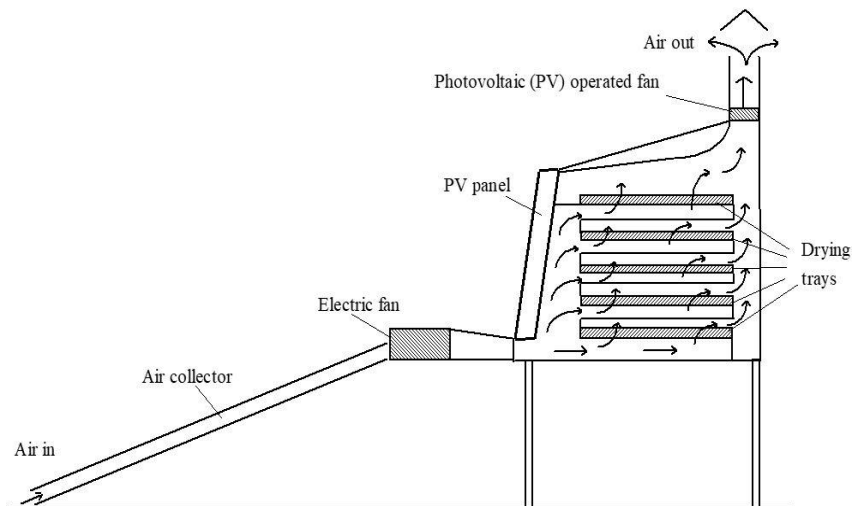 Air out
Photovoltaic (PV) operated fan
PV panel
Drying
trays
Electric fan
Air collector
Air in